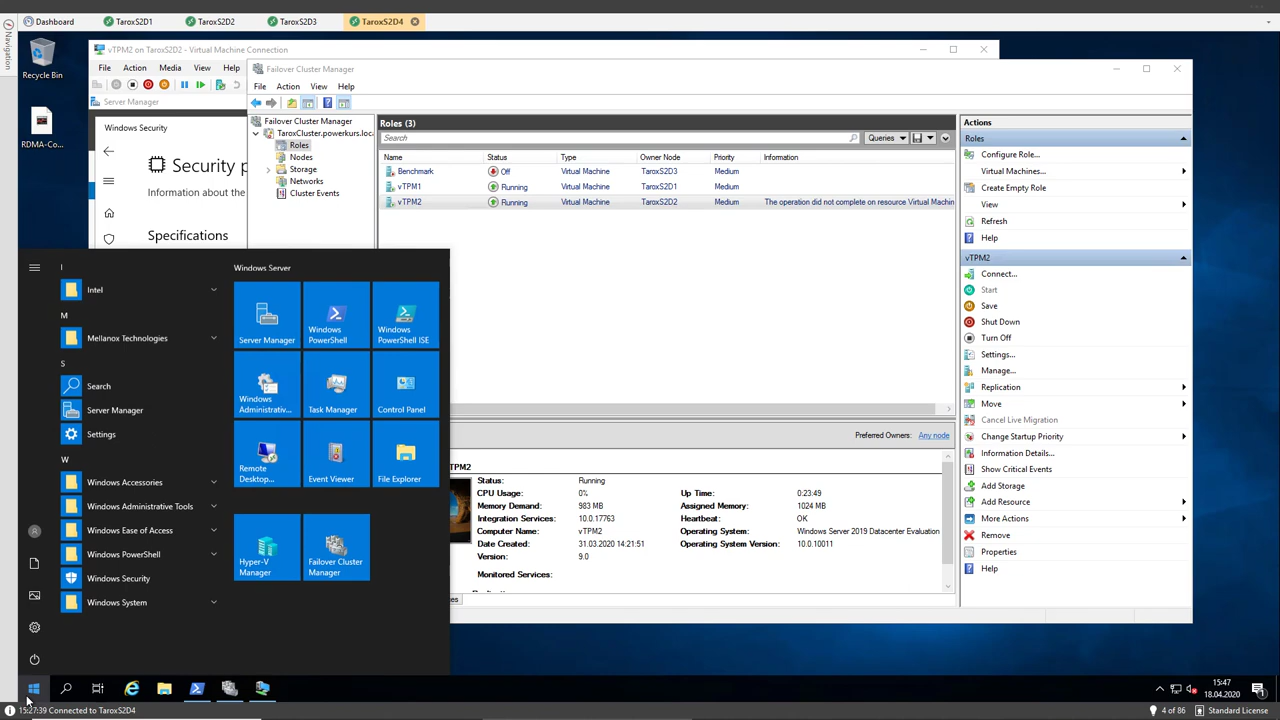 Dashboard
TaroxS2D1
TaroxS2D2
TaroxS2D3
TaroxS2D4
Navigation
Recycle Bin
RDMA-Co...
vTPM2 on TaroxS2D2 - Virtual Machine Connection
File Action Media View Help
Server Manager
Windows Security
Security p
Information about the
Specifications
Failover Cluster Manager
File Action View Help
Failover Cluster Manager
TaroxCluster.powerkurs.loca
Roles
Nodes
Storage
Networks
Cluster Events
Roles (3)
Search
Queries
Name Status Type Owner Node Priority Information
Benchmark Off Virtual Machine TaroxS2D3 Medium
vTPM1 Running Virtual Machine TaroxS2D1 Medium
vTPM2 Running Virtual Machine TaroxS2D2 Medium The operation did not complete on resource Virtual Machin
Preferred Owners: Any node
TPM2
Status: Running
CPU Usage: 0%
Memory Demand: 983 MB
Integration Services: 10.0.17763
Computer Name: vTPM2
Date Created: 31.03.2020 14:21:51
Version: 9.0
Up Time: 0:23:49
Assigned Memory: 1024 MB
Heartbeat: OK
Operating System: Windows Server 2019 Datacenter Evaluation
Operating System Version: 10.0.10011
Monitored Services:
Actions
Roles
Configure Role...
Virtual Machines...
Create Empty Role
View
Refresh
Help
vTPM2
Connect...
Start
Save
Shut Down
Turn Off
Settings...
Manage...
Replication
Move
Cancel Live Migration
Change Startup Priority
Information Details...
Show Critical Events
Add Storage
Add Resource
More Actions
Remove
Properties
Help
I
Intel
M
Mellanox Technologies
S
Search
Server Manager
Settings
W
Windows Accessories
Windows Administrative Tools
Windows Ease of Access
Windows PowerShell
Windows Security
Windows System
Windows Server
Server Manager
Windows PowerShell
Windows PowerShell ISE
Windows Administrativ...
Task Manager
Control Panel
Remote Desktop...
Event Viewer
File Explorer
Hyper-V Manager
Failover Cluster Manager
15:47
18.04.2020
15:27:39 Connected to TaroxS2D4
4 of 86
Standard License